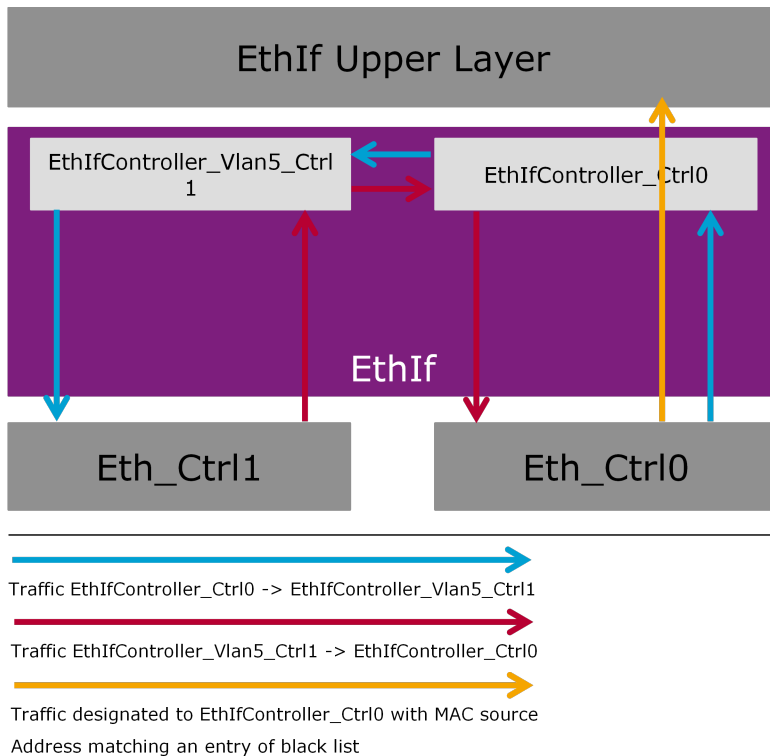 EthIf Upper Layer
EthIfController_Vlan5_Ctrl
1
EthIfController_Ctrl0
EthIf
Eth_Ctrl1
Eth_Ctrl0
Traffic EthIfController_Ctrl0 -> EthIfController_Vlan5_Ctrl1
Traffic EthIfController_Vlan5_Ctrl1 -> EthIfController_Ctrl0
Traffic designated to EthIfController_Ctrl0 with MAC source
Address matching an entry of black list